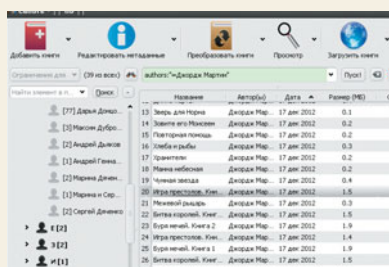 Добавить книги Редактировать метаданные Преобразовать книги Просмотр Загрузить книги
Ограничения для (39 из всех) authors:"=Джордж Мартин" Пуск!
Найти элемент в п... Поиск
Название Автор(ы) Дата Размер (МБ)
[77] Дарья Донцо...
[3] Максим Дубро...
[2] Андрей Дьяков
[1] Андрей Генна...
[2] Марина Дячен...
[1] Марина и Сер...
[2] Сергей Дяченко
Е [2]
З [2]
И [1]
13 Зверь для Норна Джордж Мар... 17 дек 2012 0.1
14 Зовите его Моисеем Джордж Мар... 17 дек 2012 0.2
15 Повторная помощь Джордж Мар... 17 дек 2012 0.2
16 Хлеба и рыбы Джордж Мар... 17 дек 2012 0.2
17 Хранители Джордж Мар... 17 дек 2012 0.2
18 Манна небесная Джордж Мар... 17 дек 2012 0.2
19 Чумная звезда Джордж Мар... 17 дек 2012 0.4
20 Игра престолов. Кни... Джордж Мар... 17 дек 2012 1.5
21 Межевой рыцарь Джордж Мар... 17 дек 2012 0.3
22 Битва королей. Книг... Джордж Мар... 17 дек 2012 1.5
23 Буря мечей. Книга 2 Джордж Мар... 17 дек 2012 1.9
24 Игра престолов. Кни... Джордж Мар... 17 дек 2012 1.4
25 Буря мечей. Книга 1 Джордж Мар... 17 дек 2012 1.9
26 Битва королей. Книг... Джордж Мар... 17 дек 2012 1.5